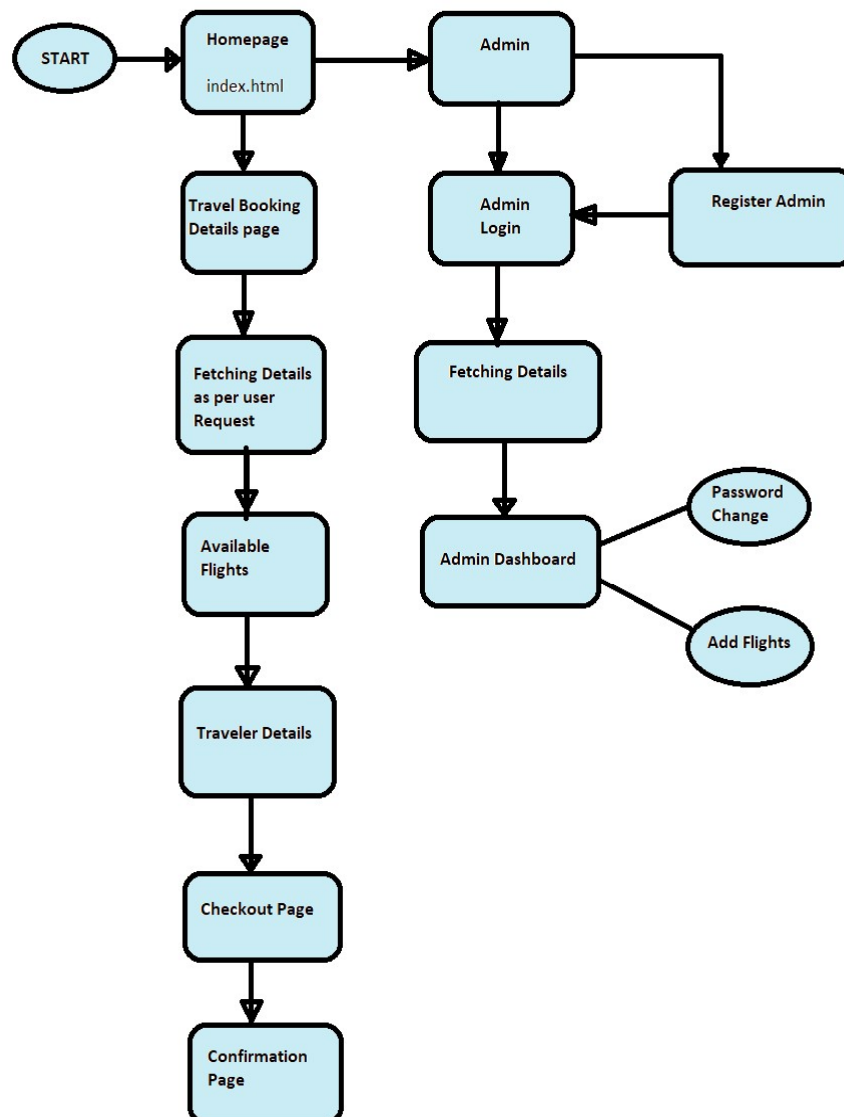 START
Homepage
index.html
Admin
Travel Booking
Details page
Admin
Login
Register Admin
Fetching Details
as per user
Request
Fetching Details
Available
Flights
Admin Dashboard
Password
Change
Add Flights
Traveler Details
Checkout Page
Confirmation
Page